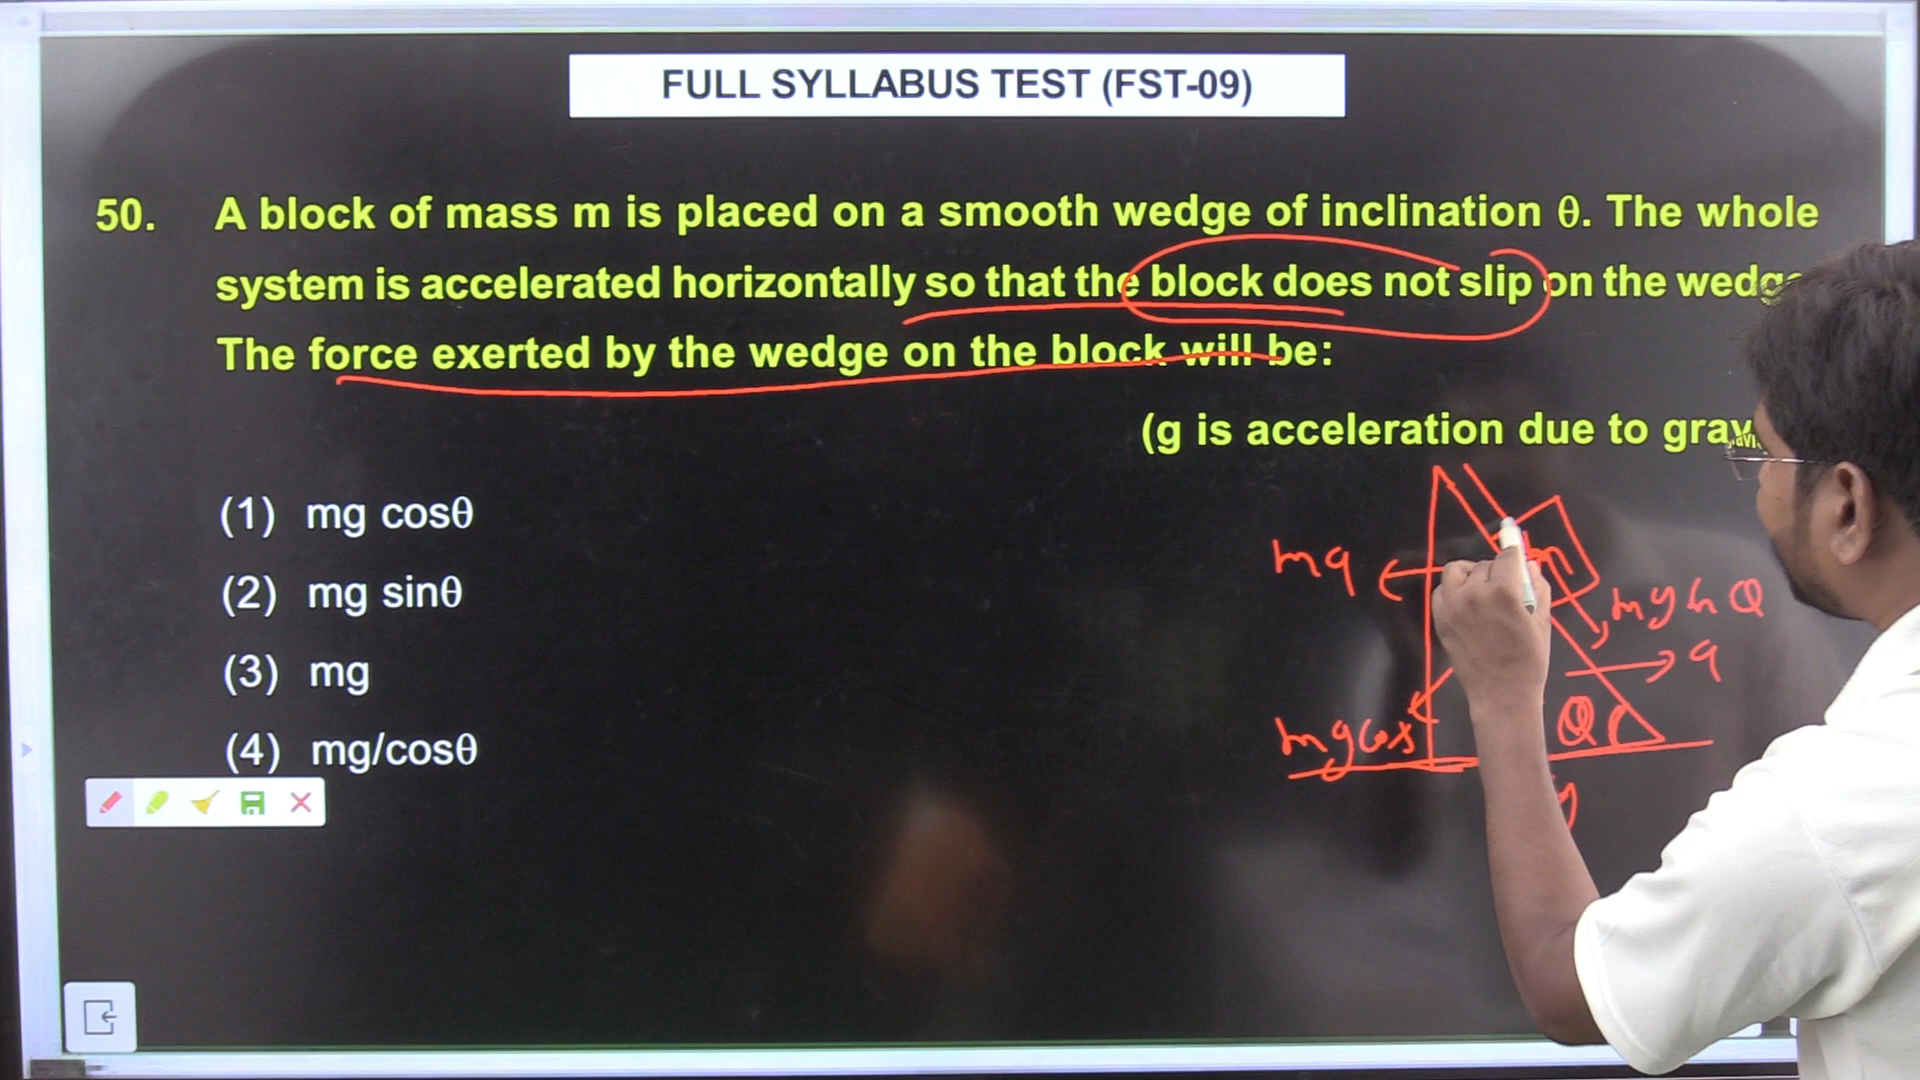 FULL SYLLABUS TEST (FST-09)
50. A block of mass m is placed on a smooth wedge of inclination θ. The whole
system is accelerated horizontally so that the block does not slip on the wedge
The force exerted by the wedge on the block will be:
(g is acceleration due to grav
(1) mg cosθ
(2) mg sinθ
(3) mg
(4) mg/cosθ
ma
m
mg
θ
a
mg cos
θ
g